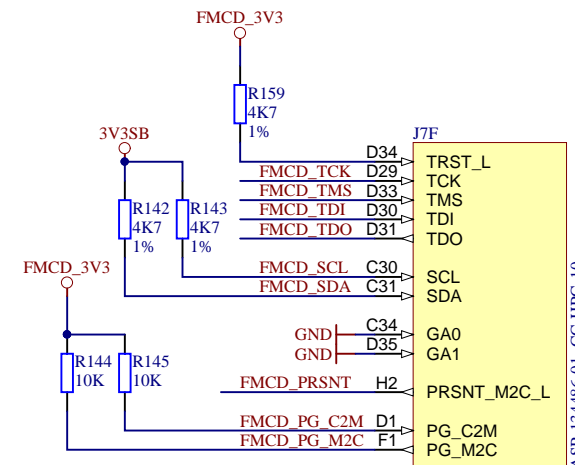 FMCD_3V3
R159
4K7
1%
3V3SB
J7F
D34 TRST_L
FMCD_TCK D29 TCK
FMCD_TMS D33 TMS
FMCD_TDI D30 TDI
FMCD_TDO D31 TDO
R142 R143
4K7 4K7
1% 1%
FMCD_SCL C30 SCL
FMCD_SDA C31 SDA
FMCD_3V3
GND C34 GA0
GND D35 GA1
R144 R145
10K 10K
FMCD_PRSNT H2 PRSNT_M2C_L
FMCD_PG_C2M D1 PG_C2M
FMCD_PG_M2C F1 PG_M2C